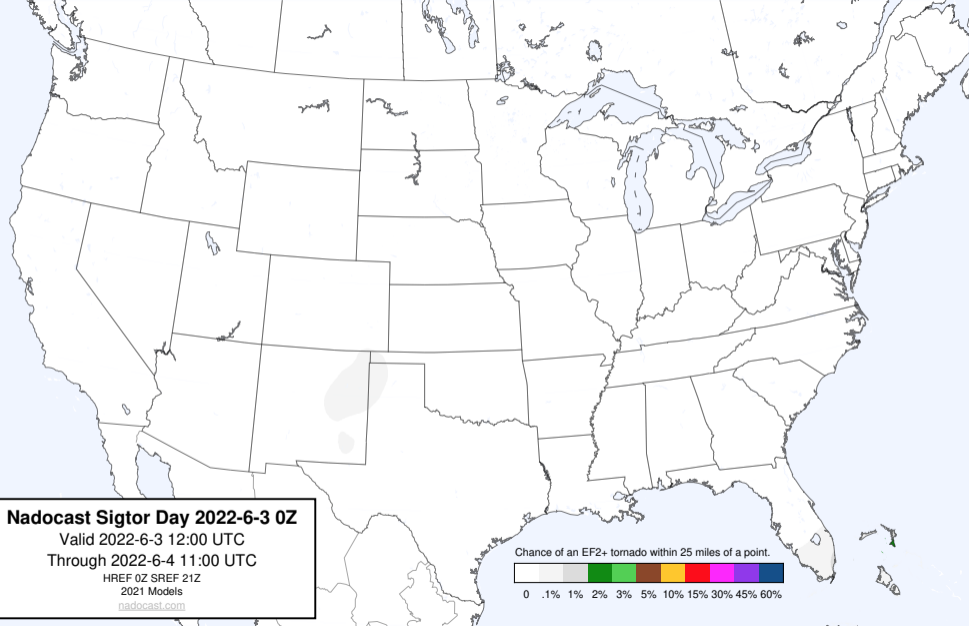 Nadocast Sigtor Day 2022-6-3 0Z
Valid 2022-6-3 12:00 UTC
Through 2022-6-4 11:00 UTC
HREF 0Z SREF 21Z
2021 Models
nadocast.com
Chance of an EF2+ tornado within 25 miles of a point.
0 .1% 1% 2% 3% 5% 10% 15% 30% 45% 60%